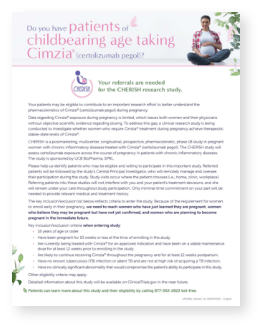 Do you have patients of
childbearing age taking
Cimzia® (certolizumab pegol)?
CHERISH
Your referrals are needed
for the CHERISH research study.
Your patients may be eligible to contribute to an important research effort to better understand the
pharmacokinetics of Cimzia® (certolizumab pegol) during pregnancy.
Data regarding Cimzia® exposure during pregnancy is limited, which leaves both women and their physicians
without objective scientific evidence regarding dosing. To address this gap, a clinical research study is being
conducted to investigate whether women who require Cimzia® treatment during pregnancy achieve therapeutic
steady-state levels of Cimzia®.
CHERISH is a postmarketing, multicenter, longitudinal, prospective, pharmacokinetic, phase 1B study in pregnant
women with chronic inflammatory diseases treated with Cimzia® (certolizumab pegol). The CHERISH study will
assess certolizumab exposure across the course of pregnancy in patients with chronic inflammatory diseases.
The study is sponsored by UCB BioPharma, SPRL.
Please help us identify patients who may be eligible and willing to participate in this important study. Referred
patients will be followed by the study's Central Principal Investigator, who will remotely manage and oversee
their participation during the study. Study visits occur where the patient chooses (i.e., home, clinic, workplace).
Referring patients into these studies will not interfere with you and your patient's treatment decisions, and she
will remain under your care throughout study participation. Only minimal time commitment on your part will be
needed to provide relevant medical and treatment history.
The key inclusion/exclusion list below reflects criteria to enter the study. Because of the requirement for women
to enroll early in their pregnancy, we need to reach women who have just learned they are pregnant, women
who believe they may be pregnant but have not yet confirmed, and women who are planning to become
pregnant in the immediate future.
Key Inclusion/Exclusion criteria when entering study:
• 18 years of age or older
• Have been pregnant for 10 weeks or less at the time of enrolling in the study.
• Are currently being treated with Cimzia® for an approved indication and have been on a stable maintenance
dose for at least 12 weeks prior to enrolling in the study.
• Are likely to continue receiving Cimzia® throughout the pregnancy and for at least 12 weeks postpartum.
• Have no known tuberculosis (TB) infection or latent TB and are not at high risk of acquiring a TB infection.
• Have no clinically significant abnormality that would compromise the patient's ability to participate in this study.
Other eligibility criteria may apply.
Detailed information about this study will be available on ClinicalTrials.gov in the near future.
Patients can learn more about this study and their eligibility by calling 877-553-2622 toll free.